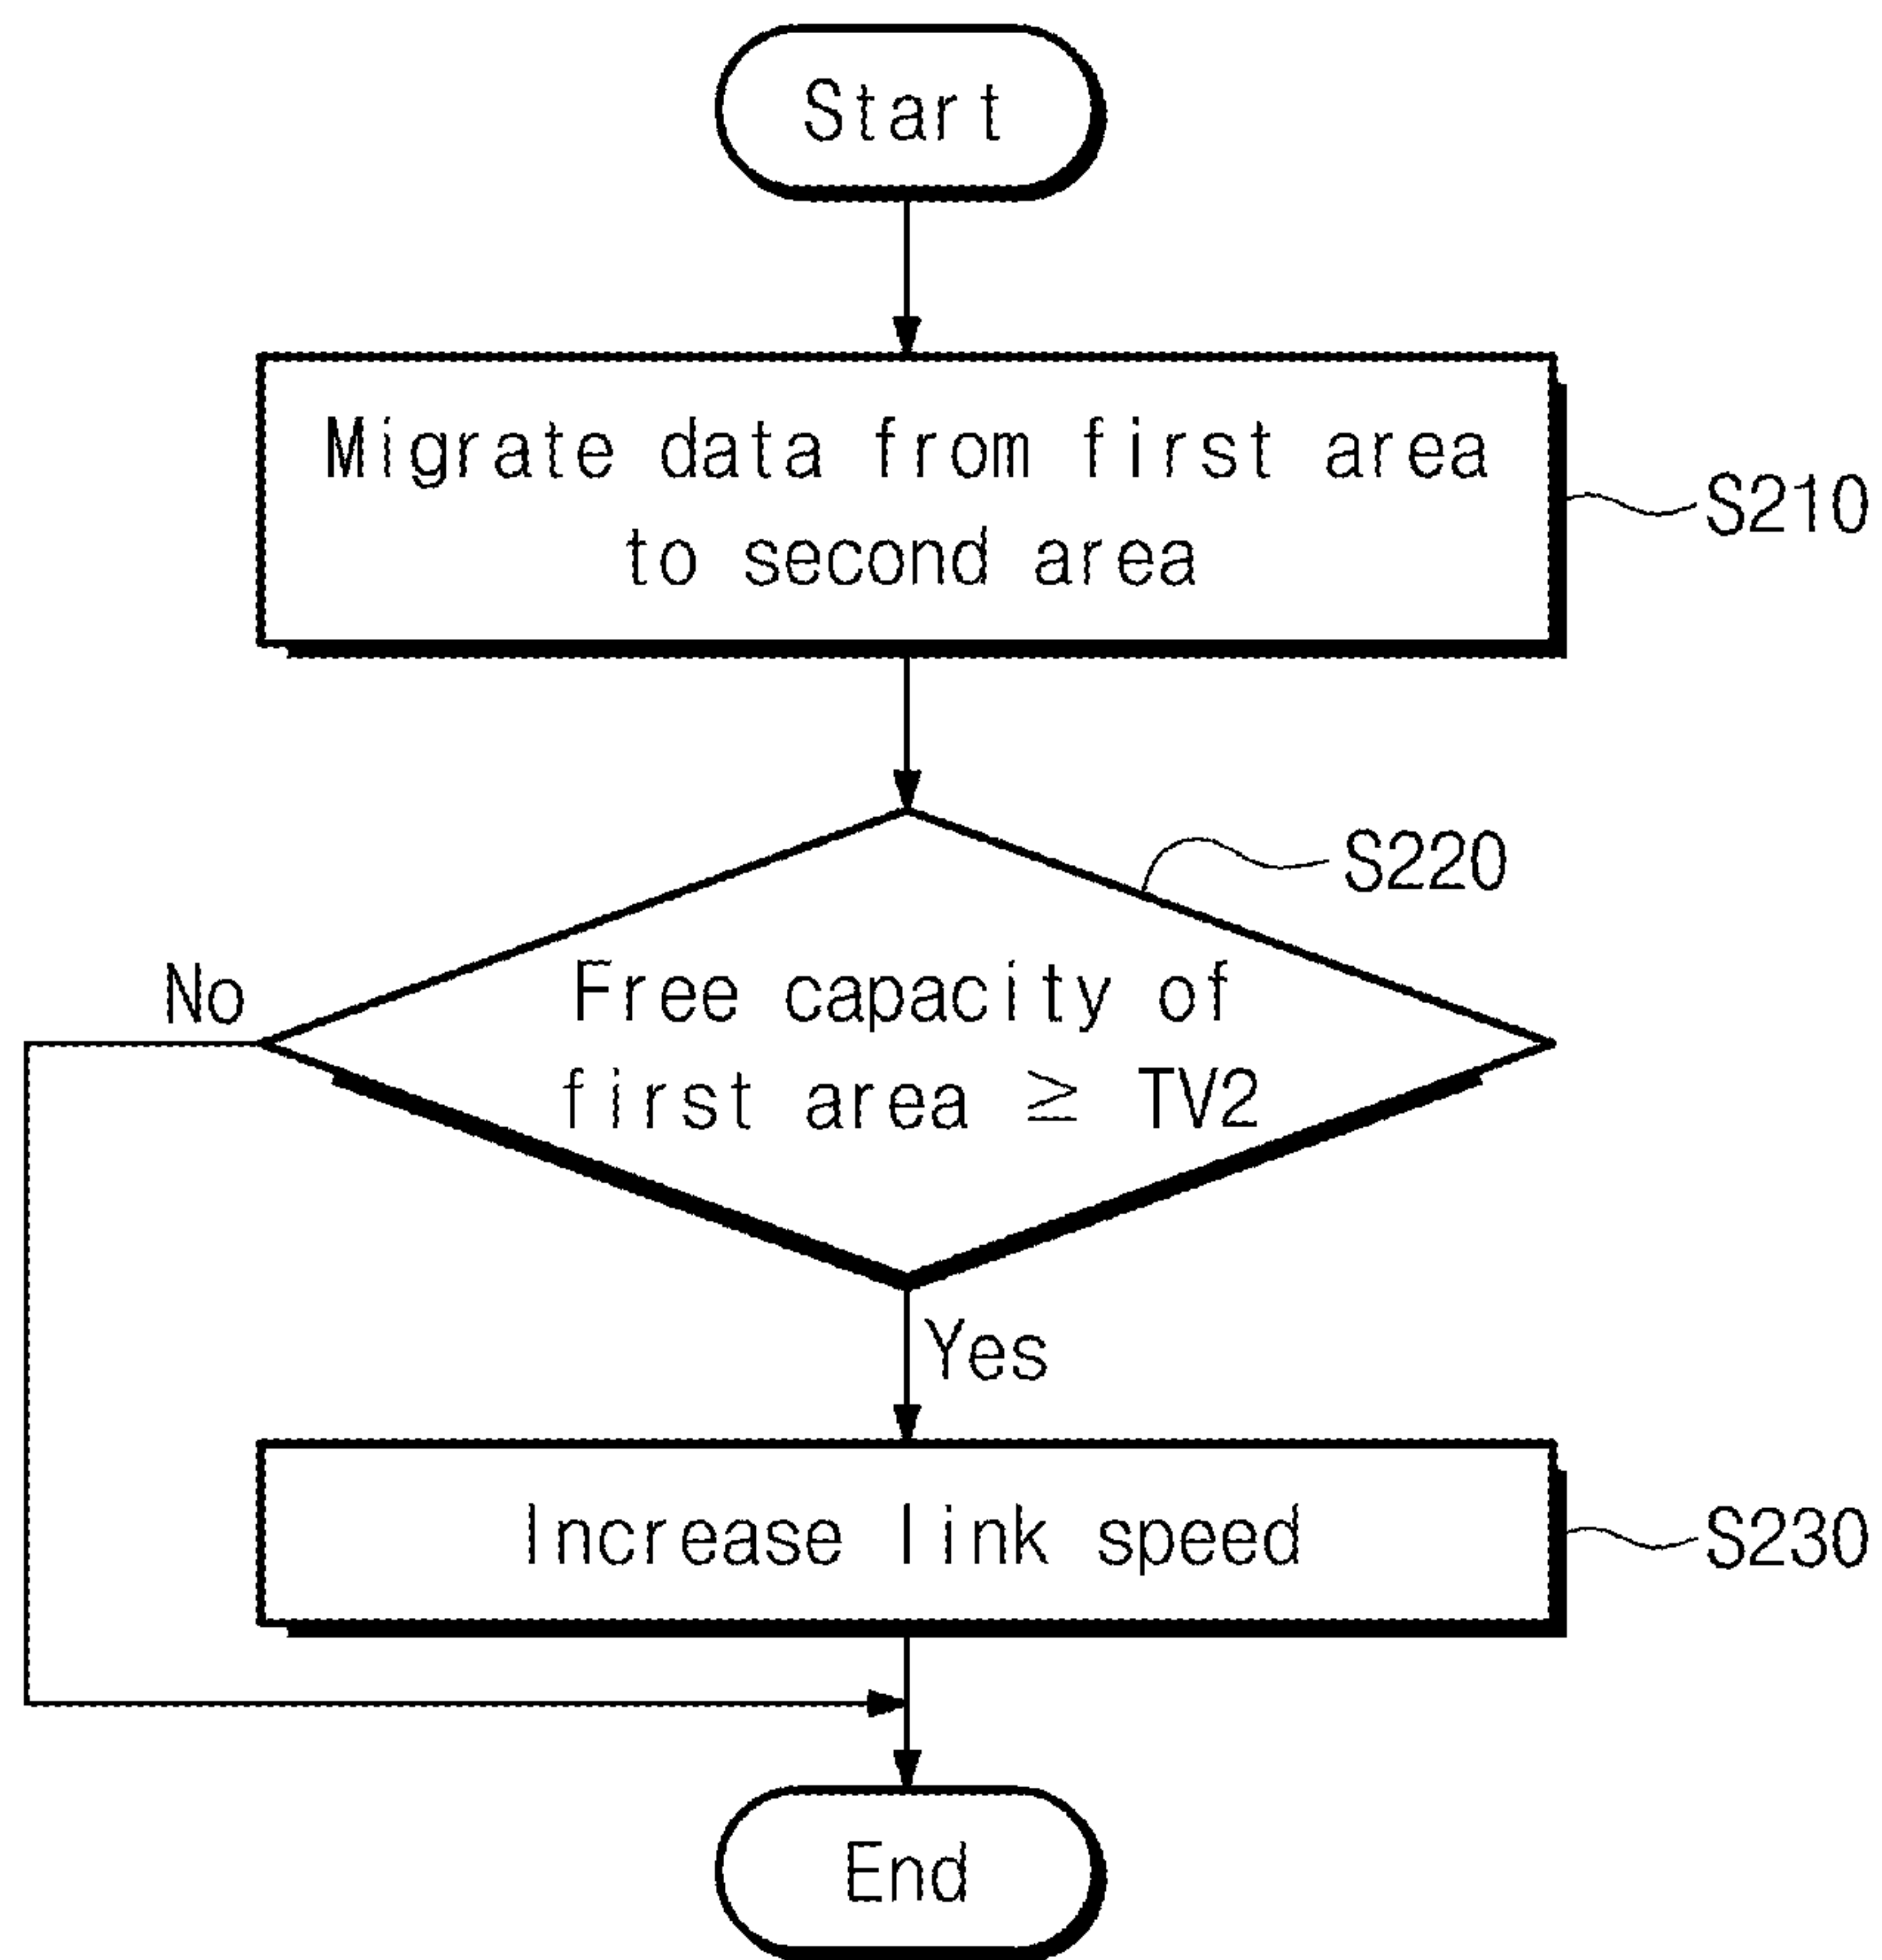 Start
Migrate data from first area
to second area
S210
S220
No
Free capacity of
first area ≧ TV2
Yes
Increase link speed
S230
End